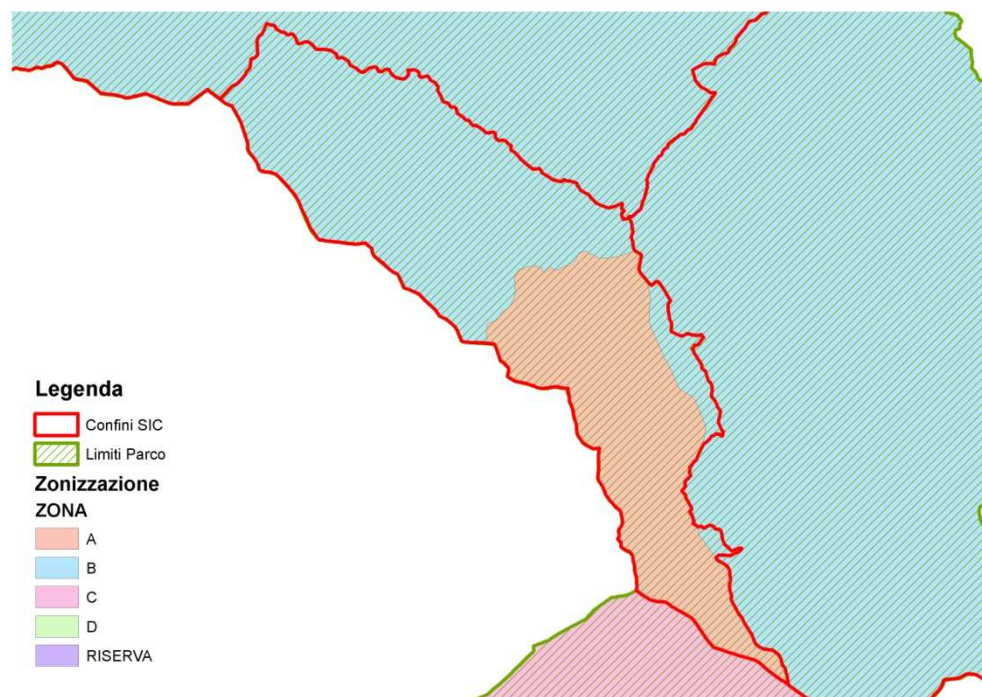 Legenda
Confini SIC
Limiti Parco
Zonizzazione
ZONA
A
B
C
D
RISERVA